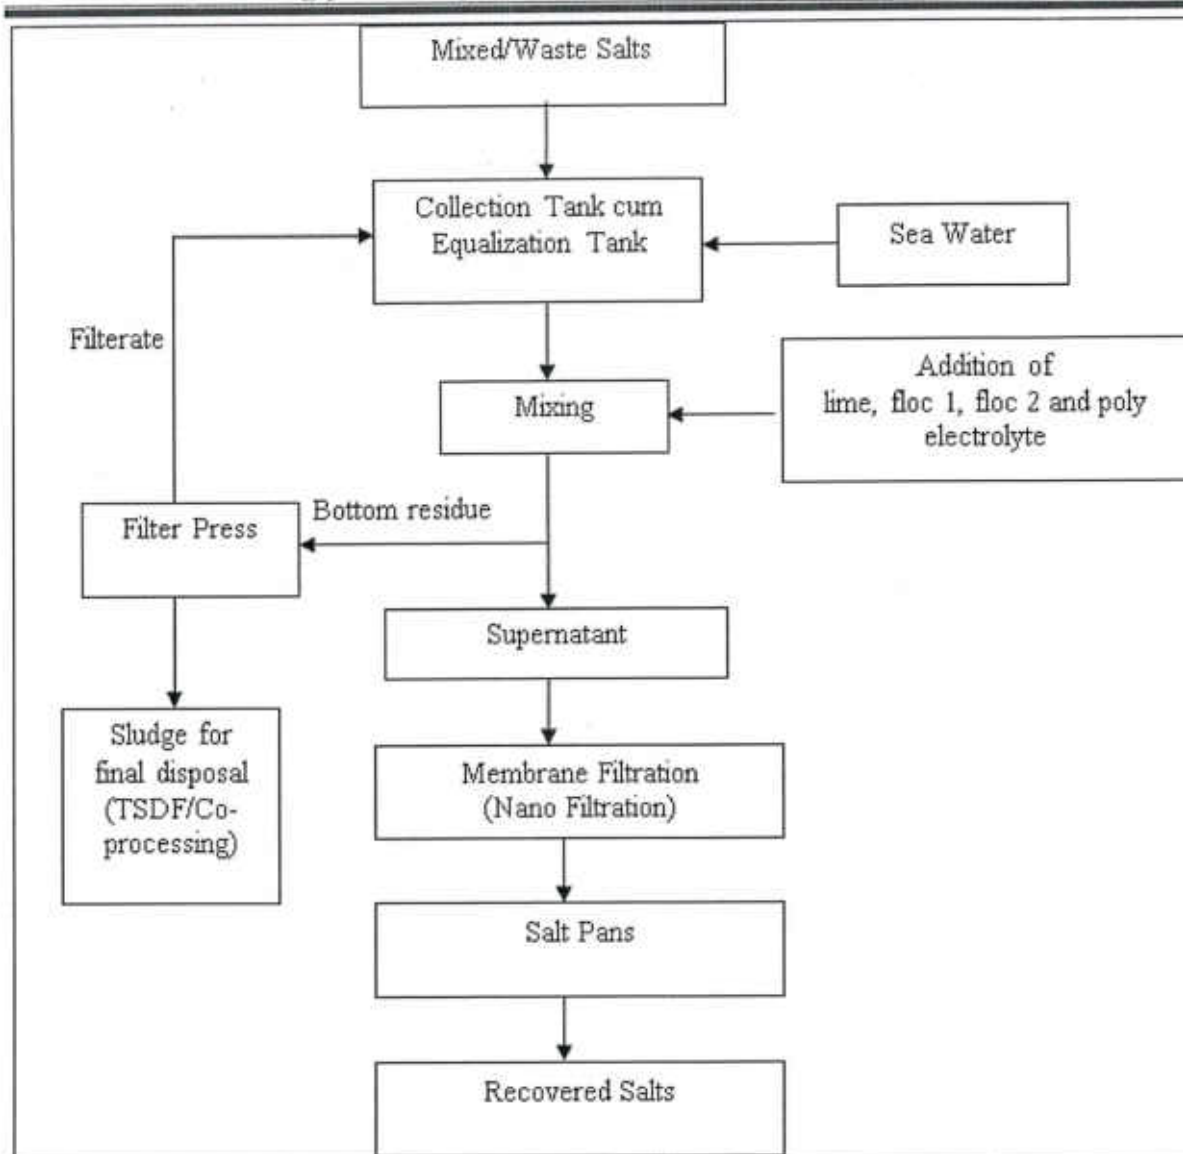 Mixed/Waste Salts
Collection Tank cum
Equalization Tank
Sea Water
Filterate
Addition of
lime, floc 1, floc 2 and poly
electrolyte
Mixing
Bottom residue
Filter Press
Supernatant
Sludge for
final disposal
(TSDF/Co-
processing)
Membrane Filtration
(Nano Filtration)
Salt Pans
Recovered Salts